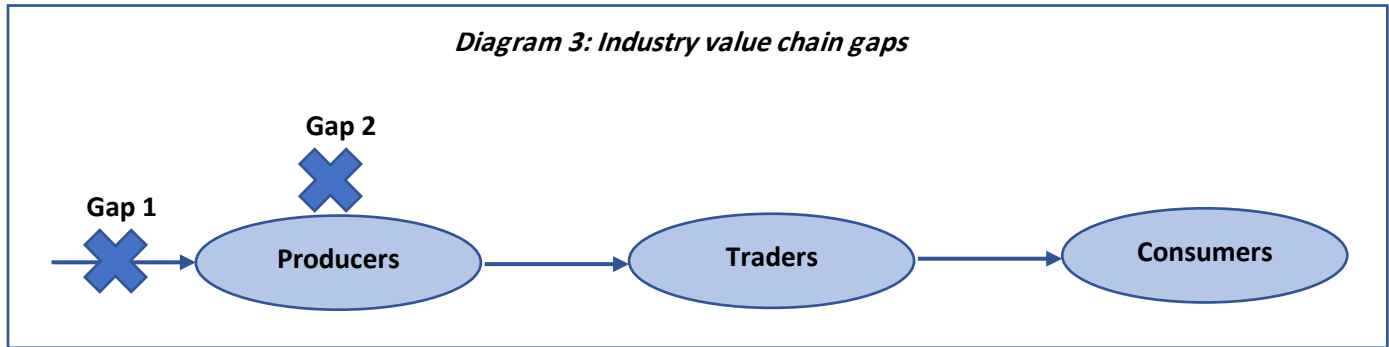 Diagram 3: Industry value chain gaps
Gap 2
Gap 1
Producers
Traders
Consumers